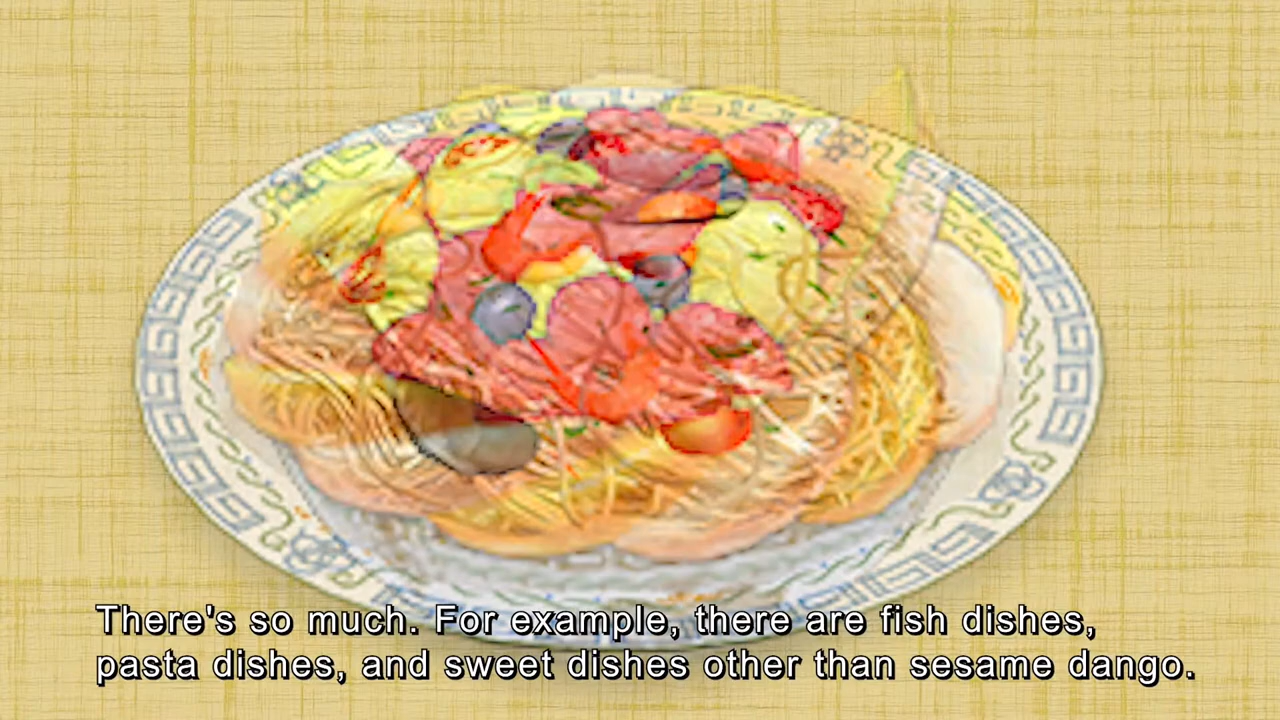 There's so much. For example, there are fish dishes,
pasta dishes, and sweet dishes other than sesame dango.